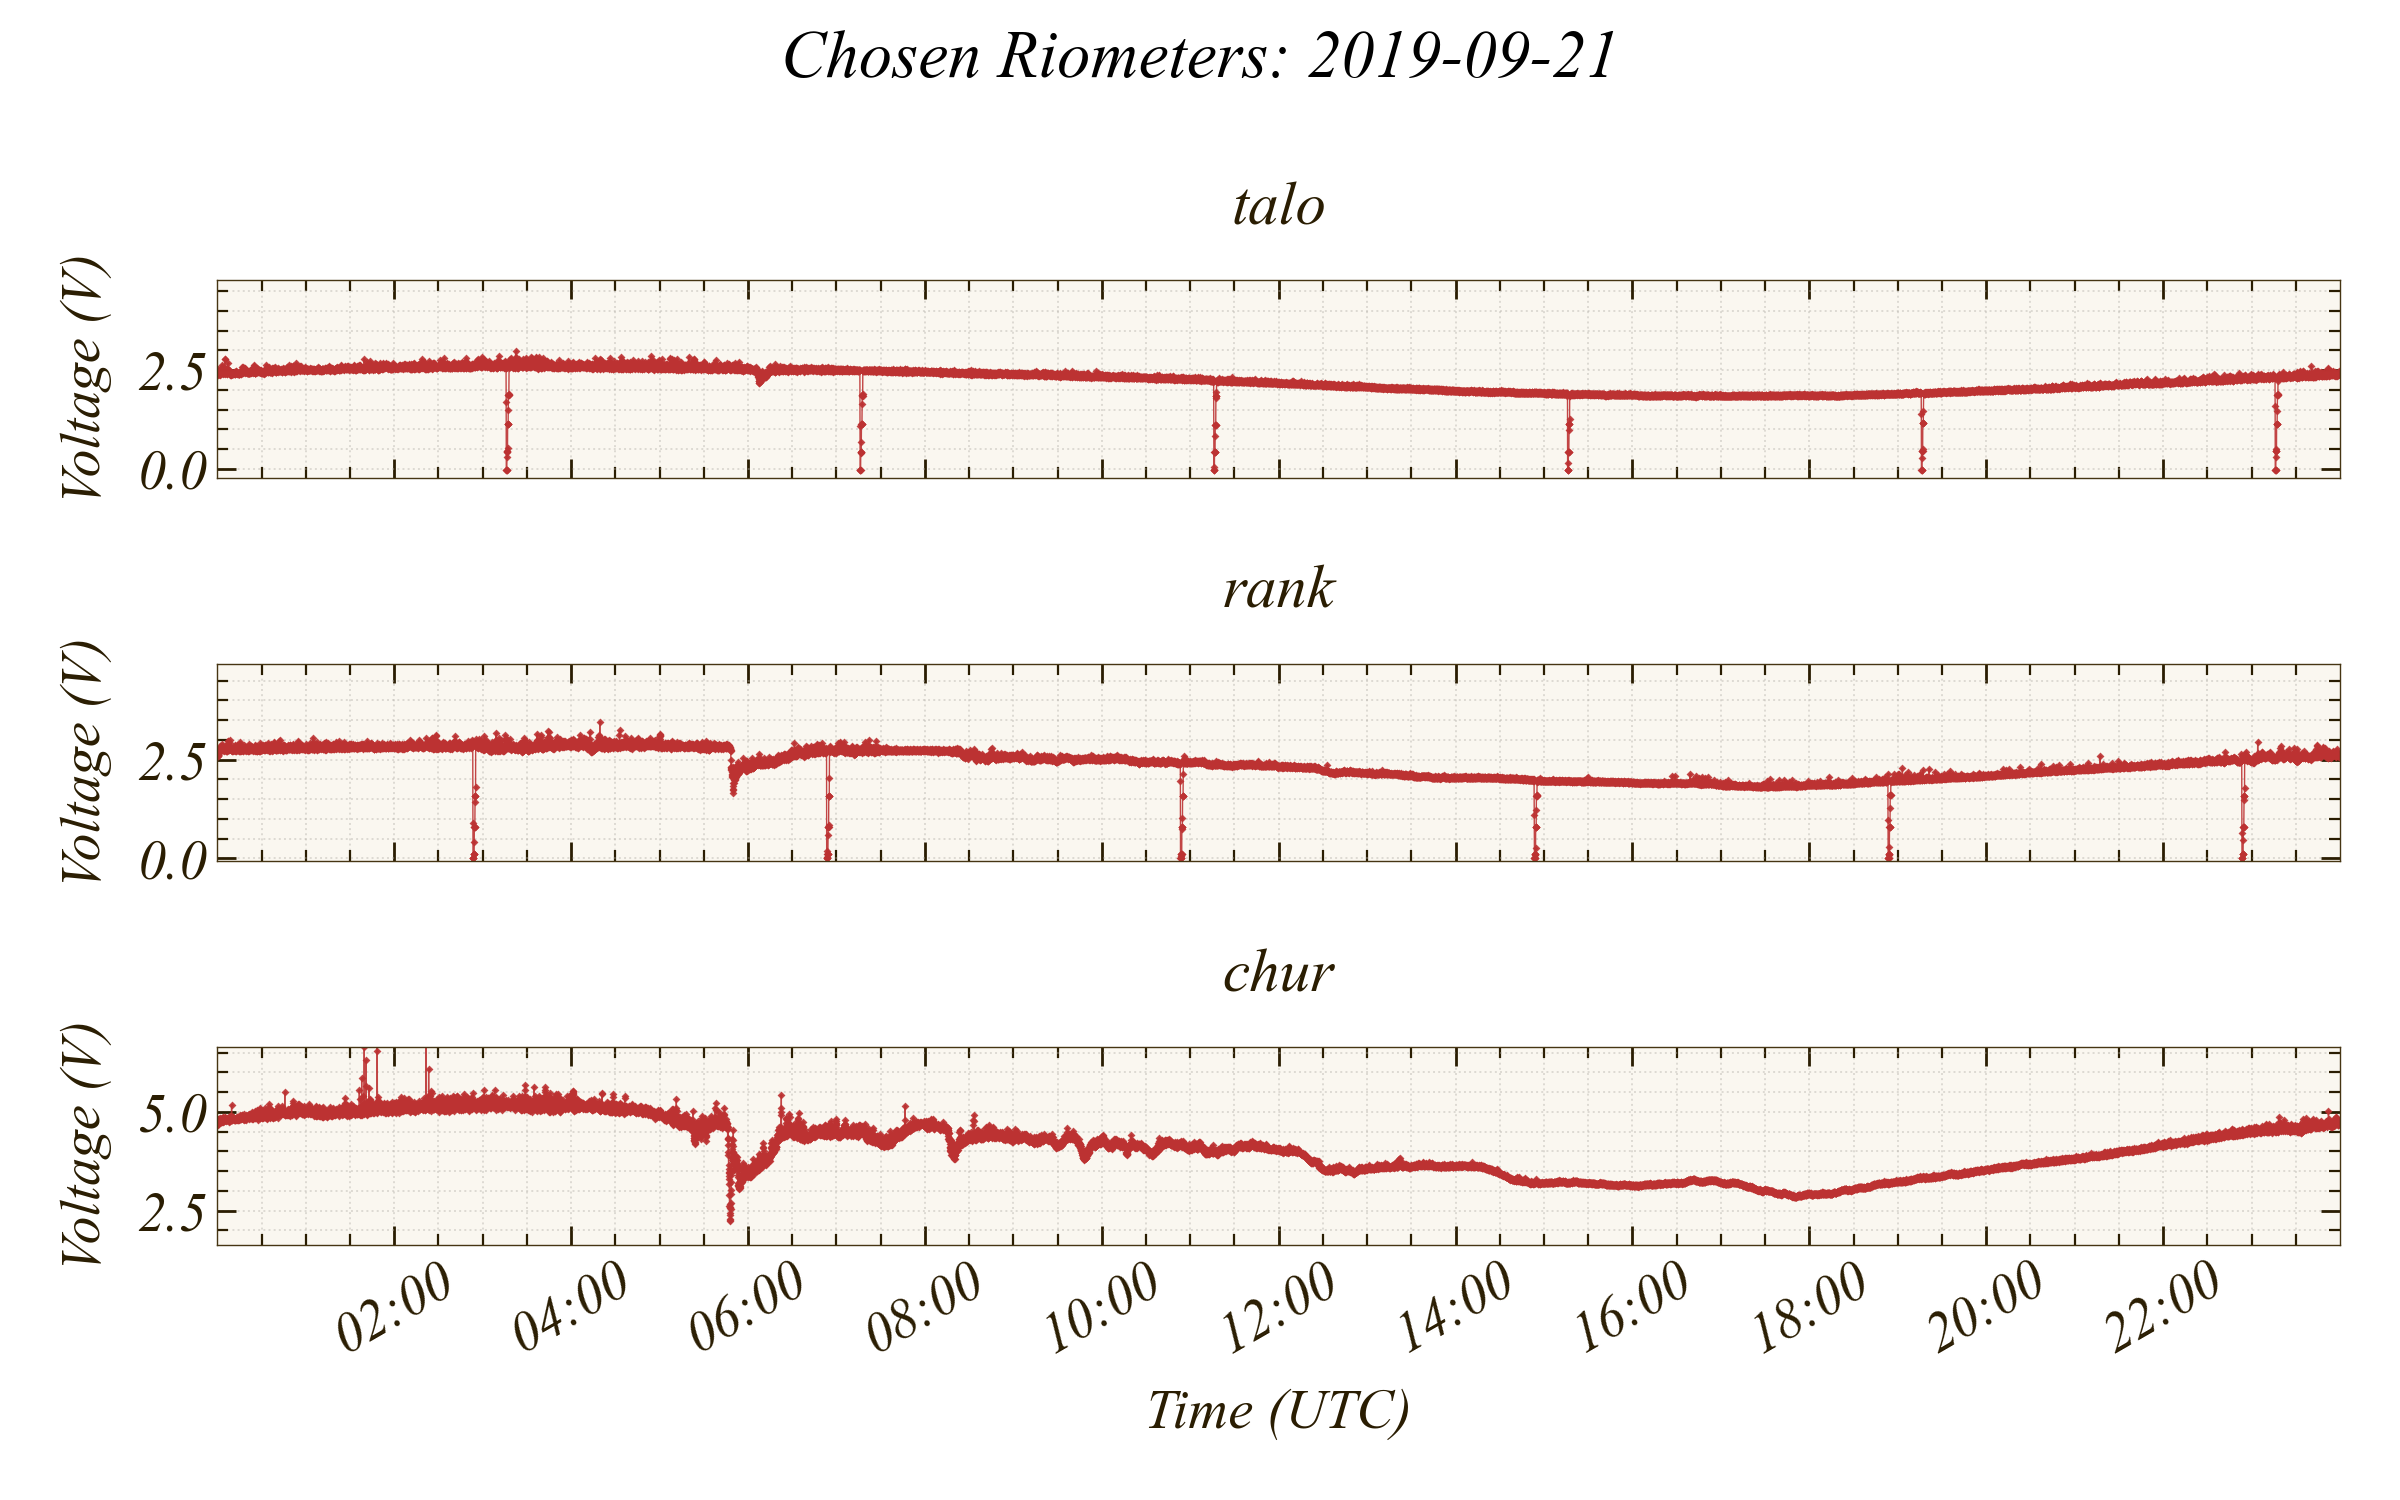 Chosen Riometers: 2019-09-21
talo
Voltage (V)
2.5
0.0
rank
Voltage (V)
2.5
0.0
chur
Voltage (V)
5.0
2.5
02:00 04:00 06:00 08:00 10:00 12:00 14:00 16:00 18:00 20:00 22:00
Time (UTC)